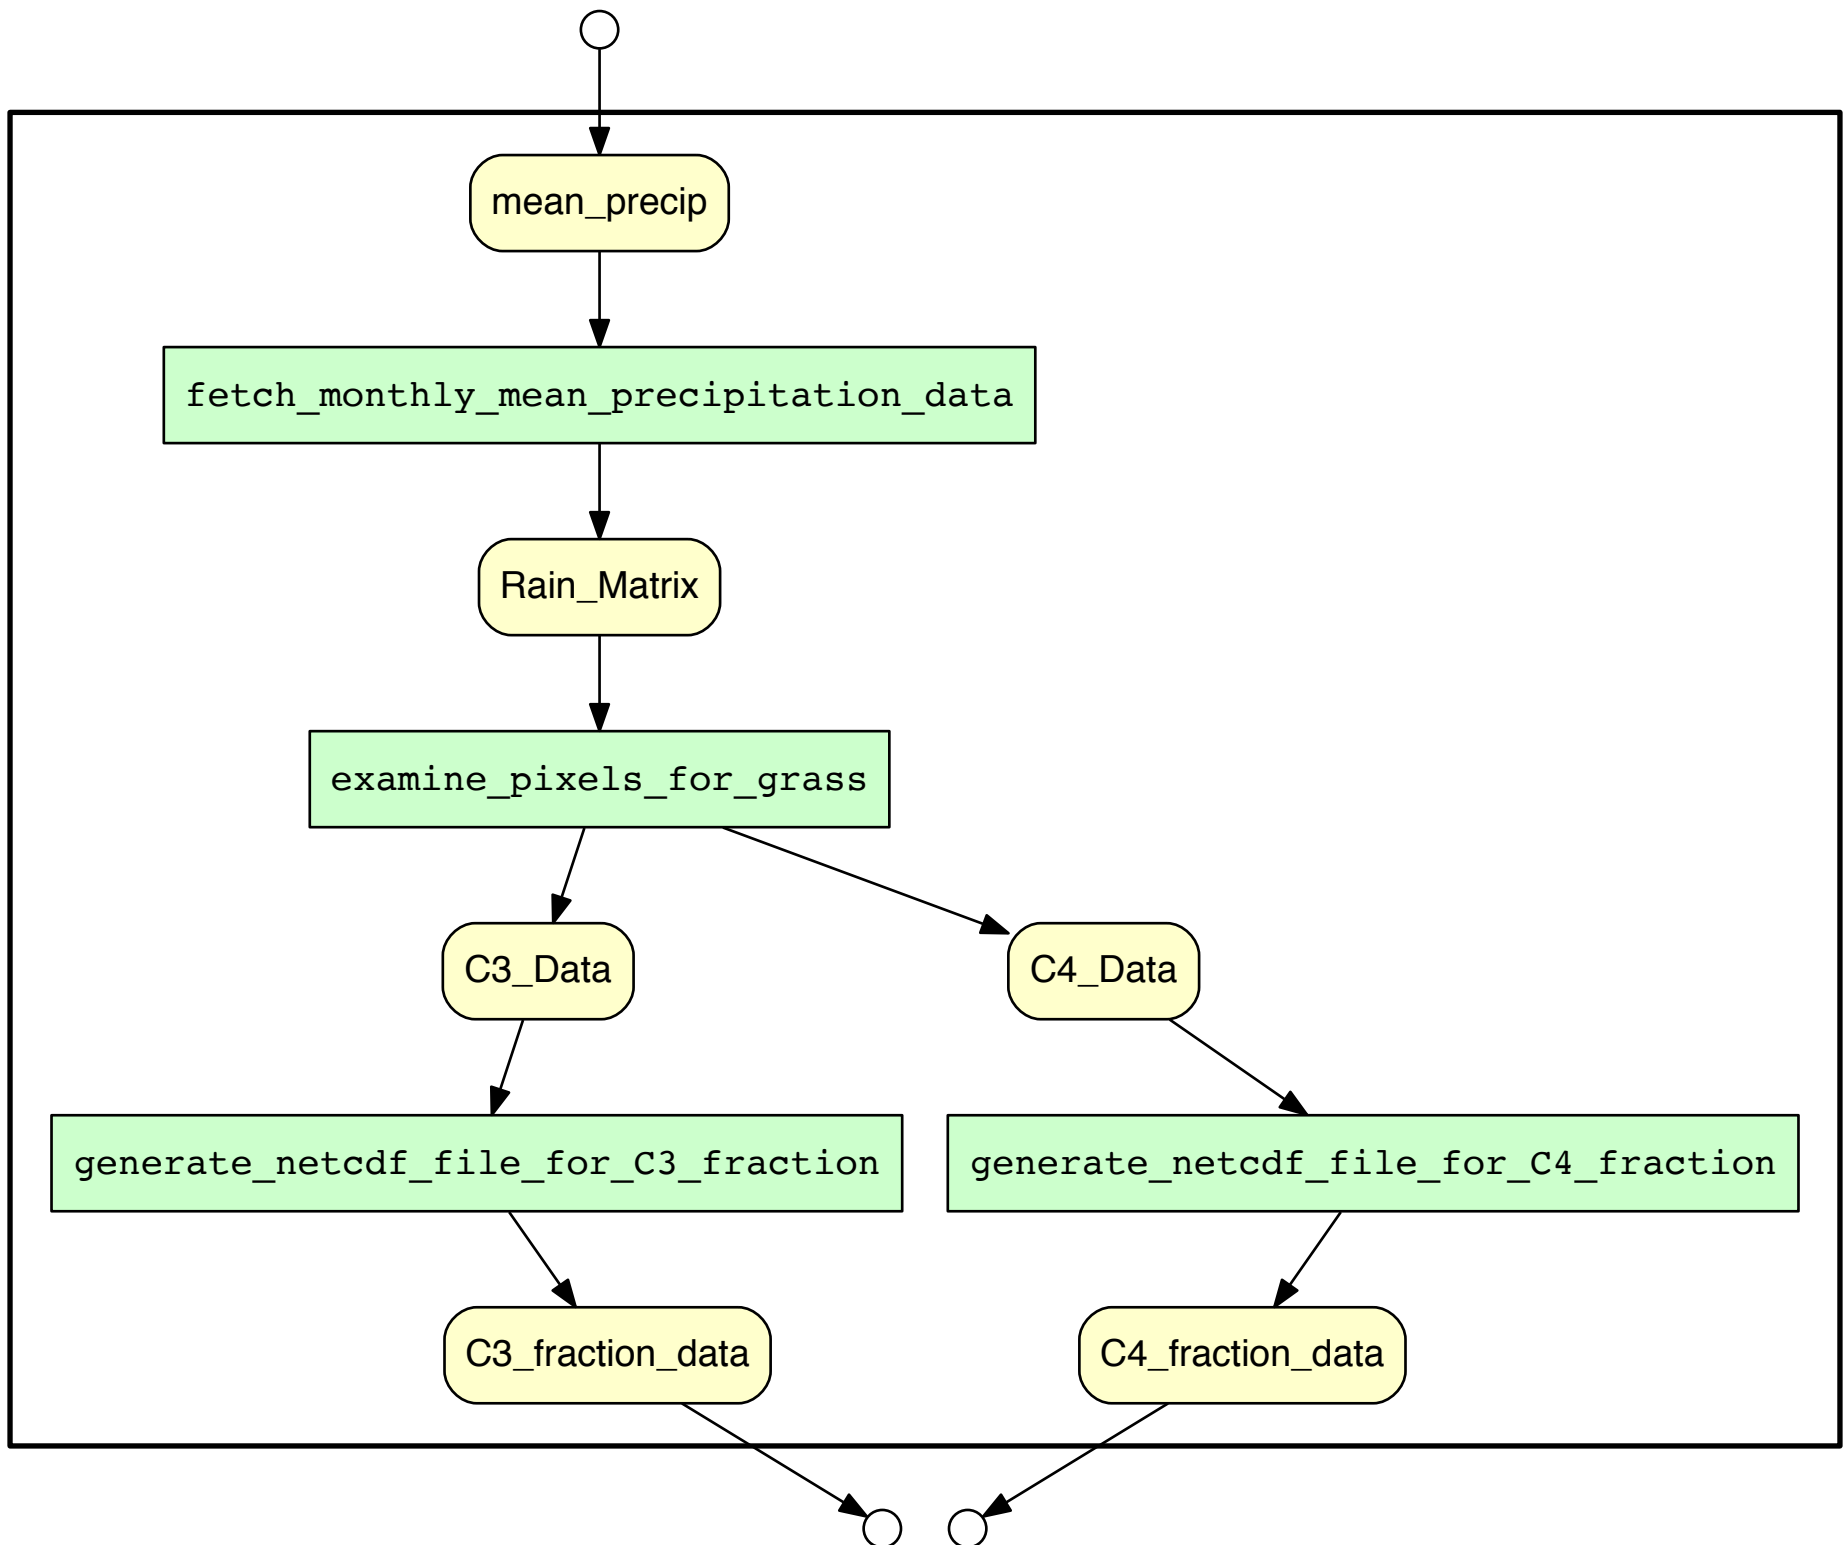 mean_precip
fetch_monthly_mean_precipitation_data
Rain_Matrix
examine_pixels_for_grass
C3_Data
C4_Data
generate_netcdf_file_for_C3_fraction
generate_netcdf_file_for_C4_fraction
C3_fraction_data
C4_fraction_data